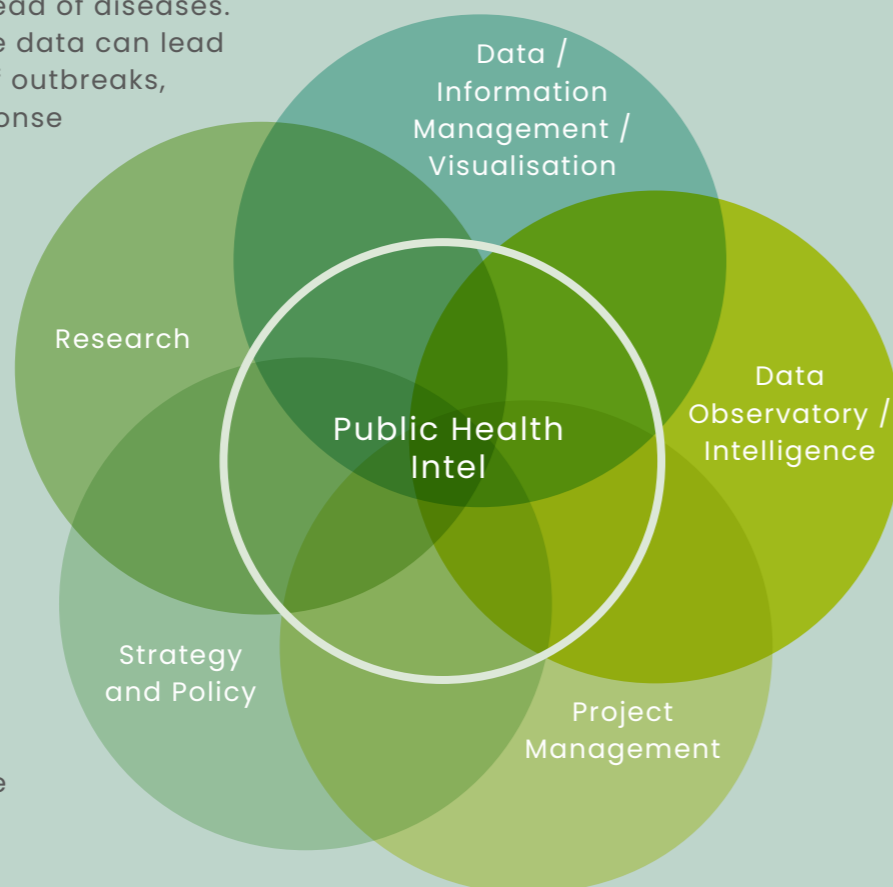 ead of diseases.
e data can lead
outbreaks,
onse
Data /
Information
Management /
Visualisation
Research
Data
Observatory /
Intelligence
Public Health
Intel
Strategy
and Policy
Project
Management
e